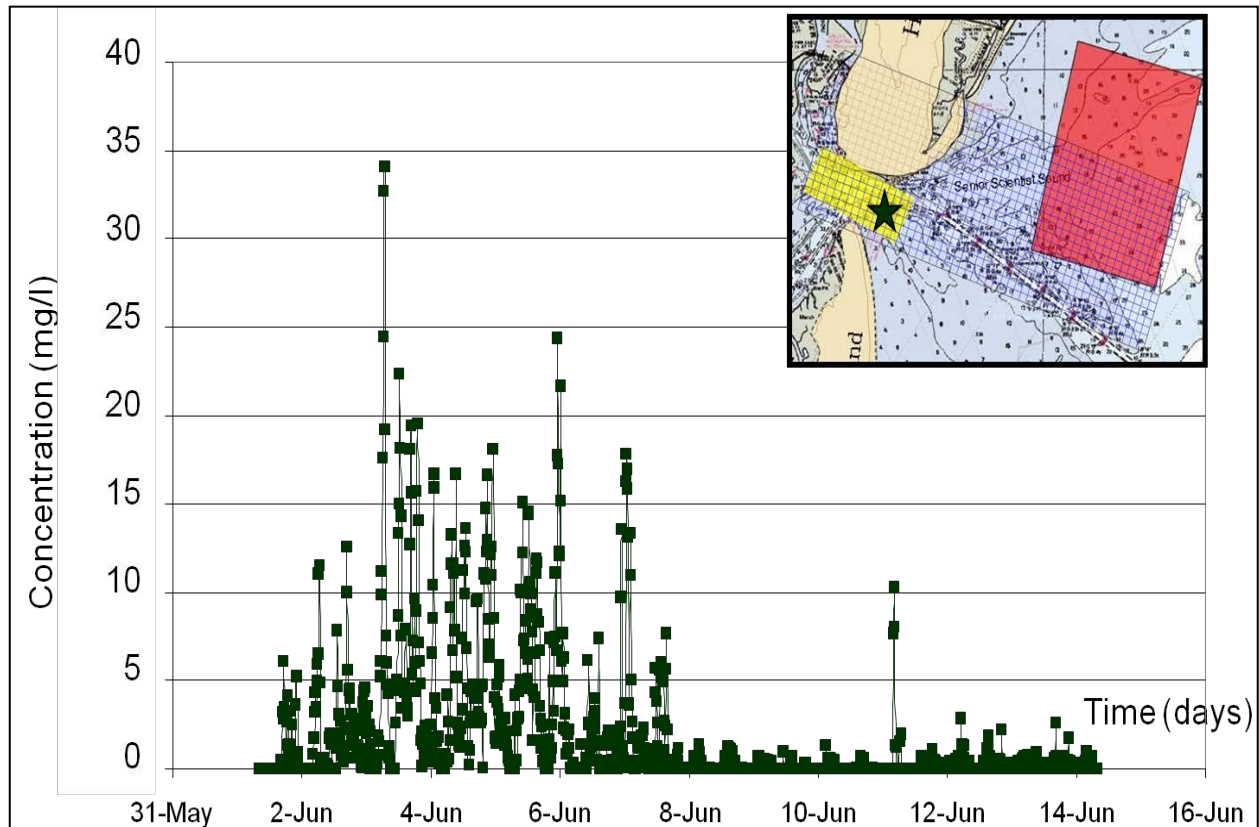 Concentration (mg/l)
40
35
30
25
20
15
10
5
0
31-May 2-Jun 4-Jun 6-Jun 8-Jun 10-Jun 12-Jun 14-Jun 16-Jun
Time (days)
H
Senior Scientist Sound
nd